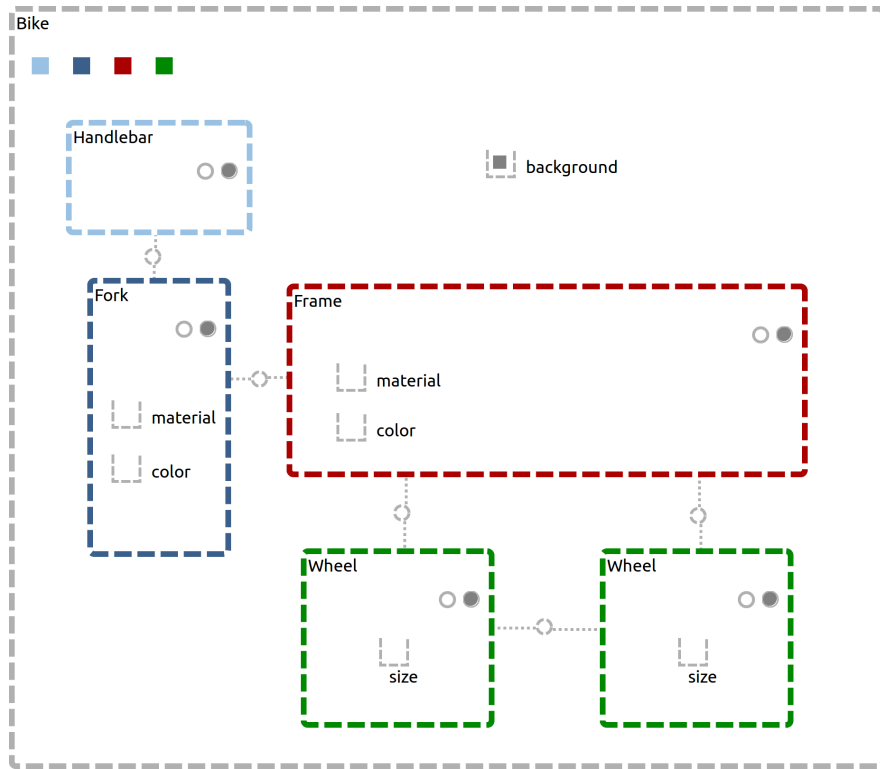 Bike
Handlebar
background
Fork
Frame
material
color
material
color
Wheel
Wheel
size
size